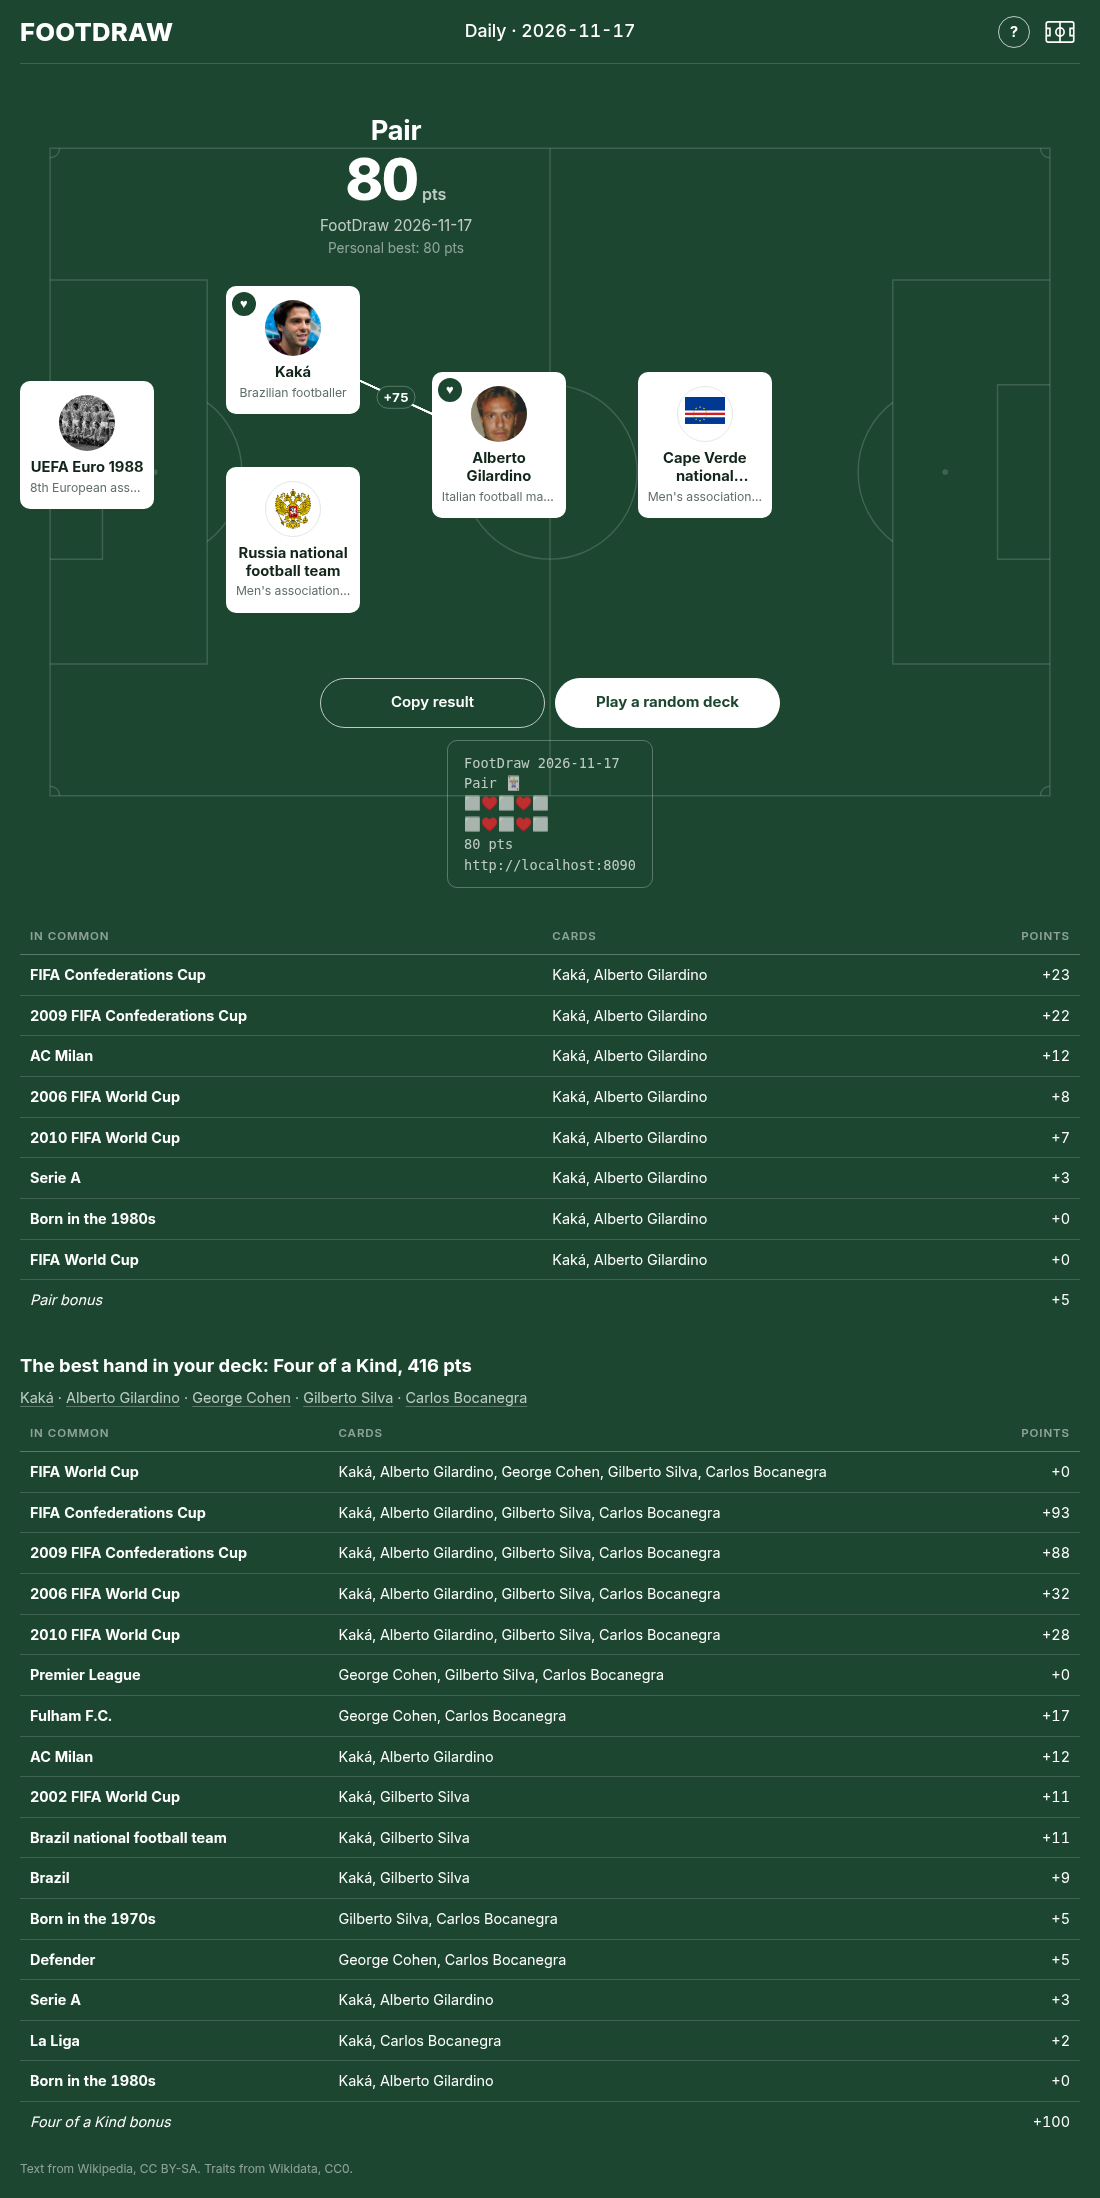 FOOTDRAW
Daily · 2026-11-17
?
Pair
80 pts
FootDraw 2026-11-17
Personal best: 80 pts
Kaká
Brazilian footballer
+75
UEFA Euro 1988
8th European ass...
Alberto
Gilardino
Italian football ma...
Cape Verde
national...
Men's association...
Russia national
football team
Men's association...
Copy result
Play a random deck
FootDraw 2026-11-17
Pair 🃏
⬜♥️⬜♥️⬜
⬜♥️⬜♥️⬜
80 pts
http://localhost:8090
IN COMMON CARDS POINTS
FIFA Confederations Cup Kaká, Alberto Gilardino +23
2009 FIFA Confederations Cup Kaká, Alberto Gilardino +22
AC Milan Kaká, Alberto Gilardino +12
2006 FIFA World Cup Kaká, Alberto Gilardino +8
2010 FIFA World Cup Kaká, Alberto Gilardino +7
Serie A Kaká, Alberto Gilardino +3
Born in the 1980s Kaká, Alberto Gilardino +0
FIFA World Cup Kaká, Alberto Gilardino +0
Pair bonus +5
The best hand in your deck: Four of a Kind, 416 pts
Kaká · Alberto Gilardino · George Cohen · Gilberto Silva · Carlos Bocanegra
IN COMMON CARDS POINTS
FIFA World Cup Kaká, Alberto Gilardino, George Cohen, Gilberto Silva, Carlos Bocanegra +0
FIFA Confederations Cup Kaká, Alberto Gilardino, Gilberto Silva, Carlos Bocanegra +93
2009 FIFA Confederations Cup Kaká, Alberto Gilardino, Gilberto Silva, Carlos Bocanegra +88
2006 FIFA World Cup Kaká, Alberto Gilardino, Gilberto Silva, Carlos Bocanegra +32
2010 FIFA World Cup Kaká, Alberto Gilardino, Gilberto Silva, Carlos Bocanegra +28
Premier League George Cohen, Gilberto Silva, Carlos Bocanegra +0
Fulham F.C. George Cohen, Carlos Bocanegra +17
AC Milan Kaká, Alberto Gilardino +12
2002 FIFA World Cup Kaká, Gilberto Silva +11
Brazil national football team Kaká, Gilberto Silva +11
Brazil Kaká, Gilberto Silva +9
Born in the 1970s Gilberto Silva, Carlos Bocanegra +5
Defender George Cohen, Carlos Bocanegra +5
Serie A Kaká, Alberto Gilardino +3
La Liga Kaká, Carlos Bocanegra +2
Born in the 1980s Kaká, Alberto Gilardino +0
Four of a Kind bonus +100
Text from Wikipedia, CC BY-SA. Traits from Wikidata, CC0.